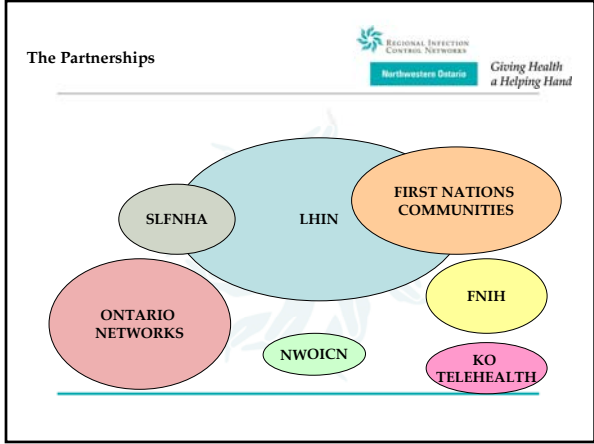 The Partnerships
REGIONAL INFECTION
CONTROL NETWORKS
Northwestern Ontario
Giving Health
a Helping Hand
SLFNHA
LHIN
FIRST NATIONS
COMMUNITIES
FNIH
ONTARIO
NETWORKS
NWOICN
KO
TELEHEALTH